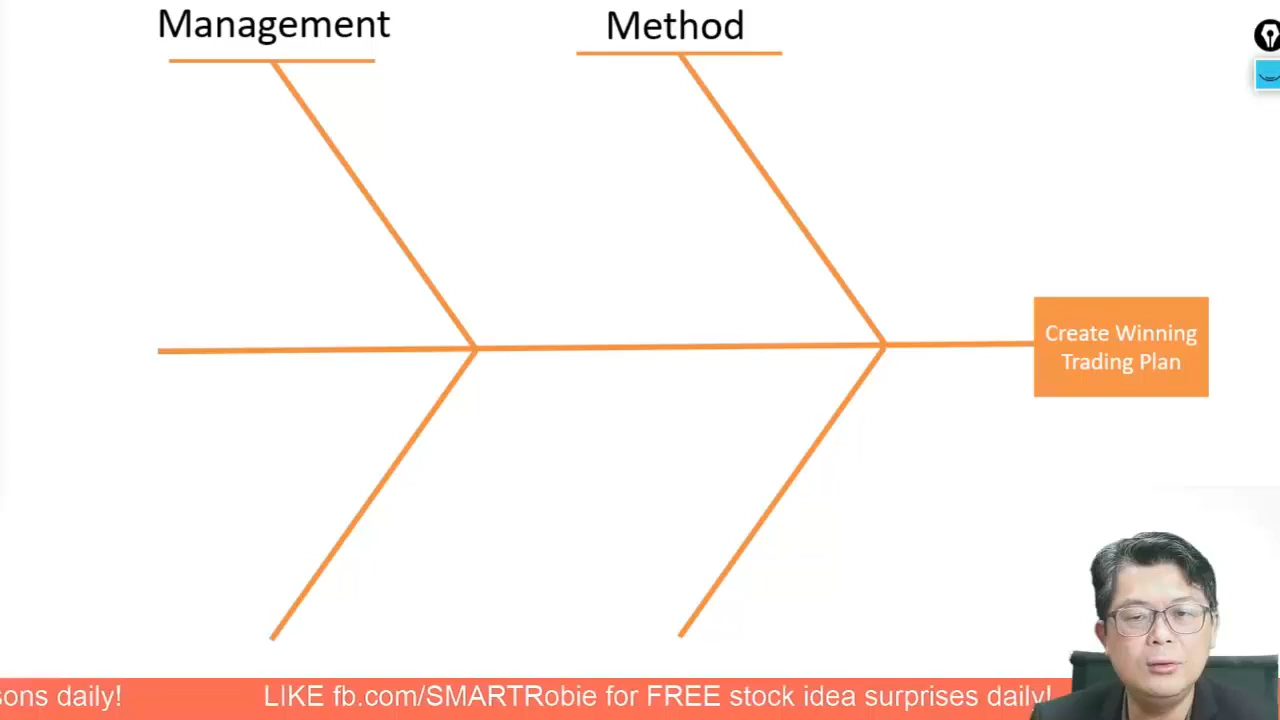 Management
Method
Create Winning
Trading Plan
sons daily!
LIKE fb.com/SMARTRobie for FREE stock idea surprises daily!